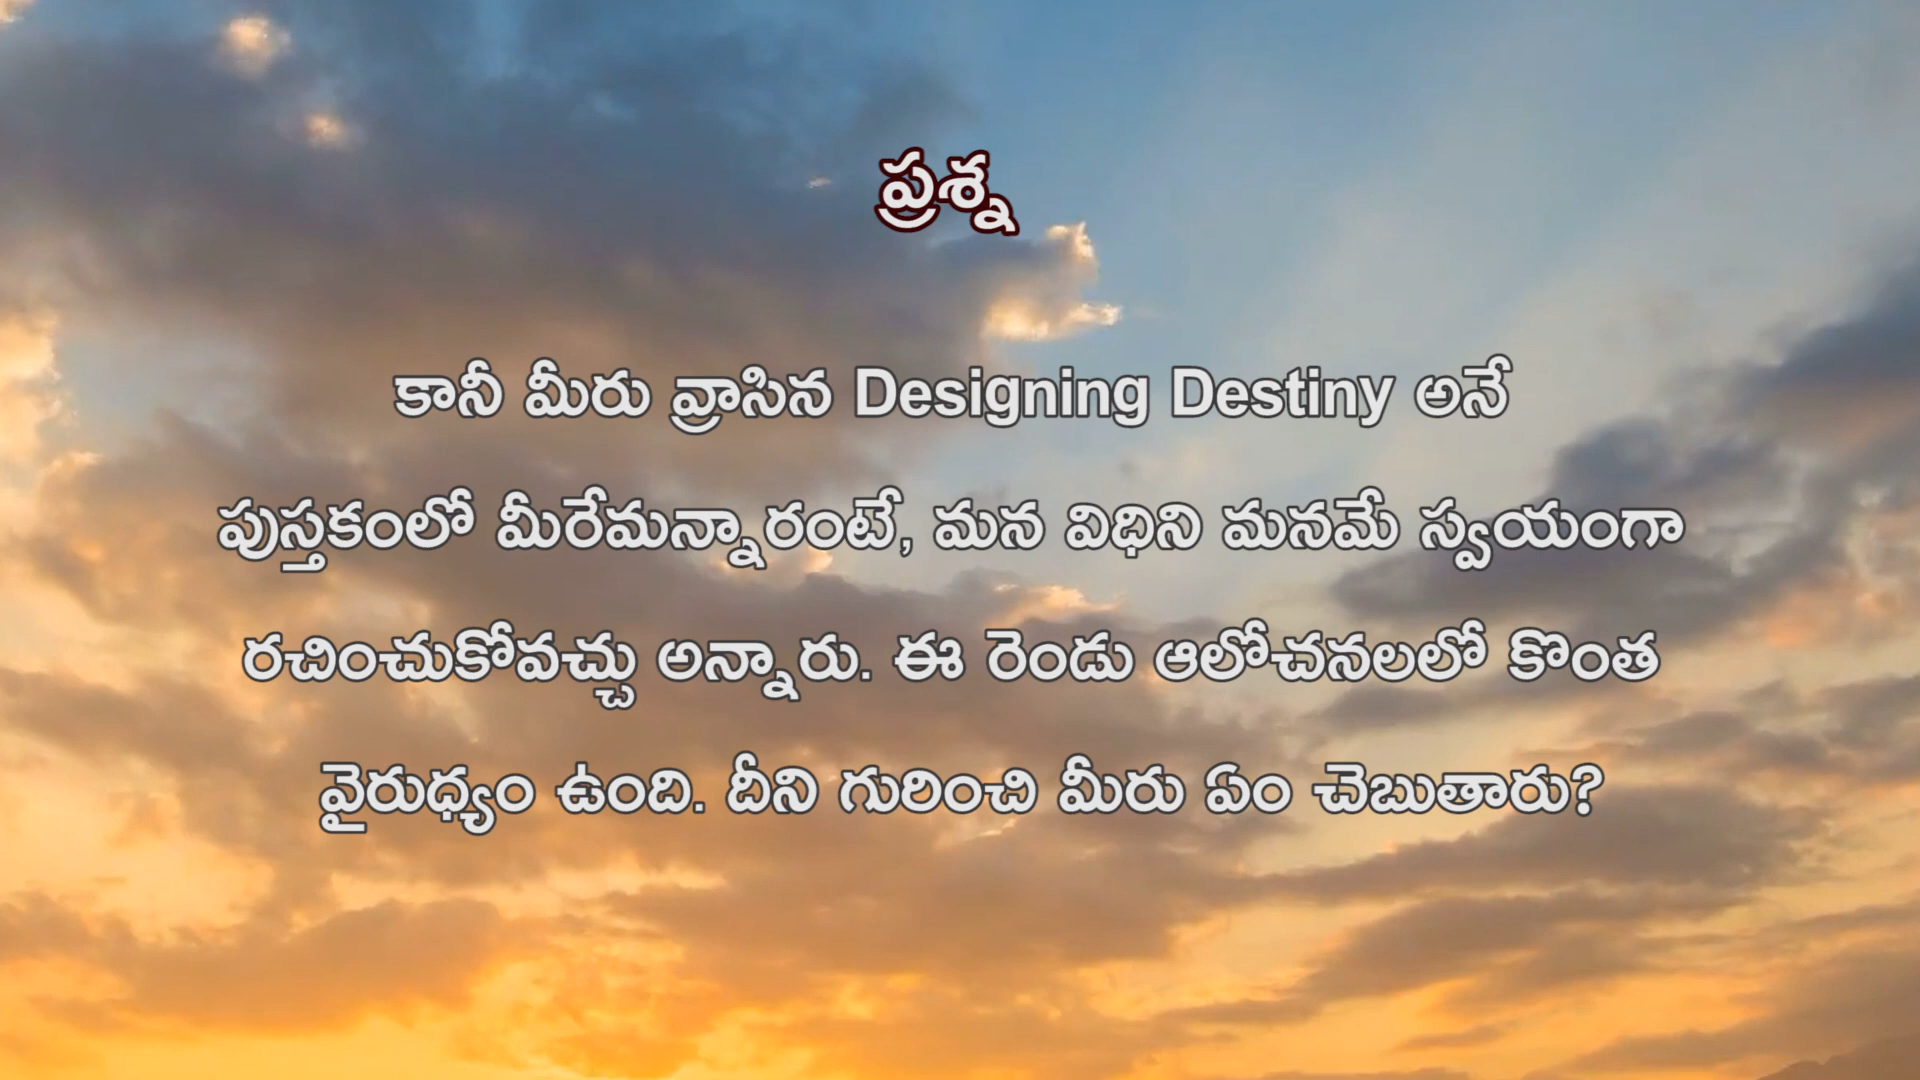 ప్రశ్న
కానీ మీరు వ్రాసిన Designing Destiny అనే
పుస్తకంలో మీరేమన్నారంటే, మన విధిని మనమే స్వయంగా
రచించుకోవచ్చు అన్నారు. ఈ రెండు ఆలోచనలలో కొంత
వైరుధ్యం ఉంది. దీని గురించి మీరు ఏం చెబుతారు?